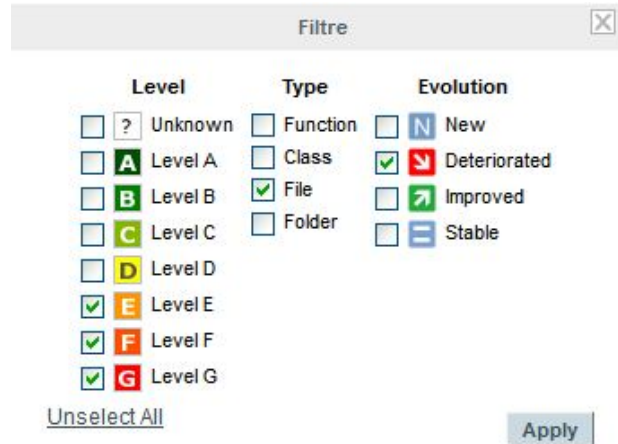 Filtre
Level Type Evolution
? Unknown Function N New
A Level A Class Deteriorated
B Level B File Improved
C Level C Folder Stable
D Level D
E Level E
F Level F
G Level G
Unselect All
Apply